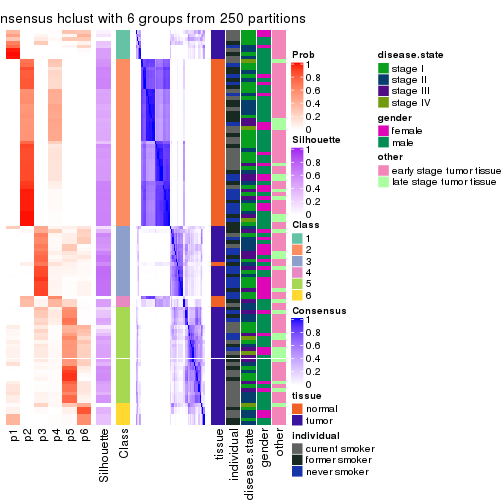 nsensus hclust with 6 groups from 250 partitions
p1
p2
p3
p4
p5
p6
Silhouette
Class
tissue
individual
disease.state
gender
other
Prob
1
0.8
0.6
0.4
0.2
0
Silhouette
1
0.8
0.6
0.4
0.2
0
Class
1
2
3
4
5
6
Consensus
1
0.8
0.6
0.4
0.2
0
tissue
normal
tumor
individual
current smoker
former smoker
never smoker
disease.state
stage I
stage II
stage III
stage IV
gender
female
male
other
early stage tumor tissue
late stage tumor tissue